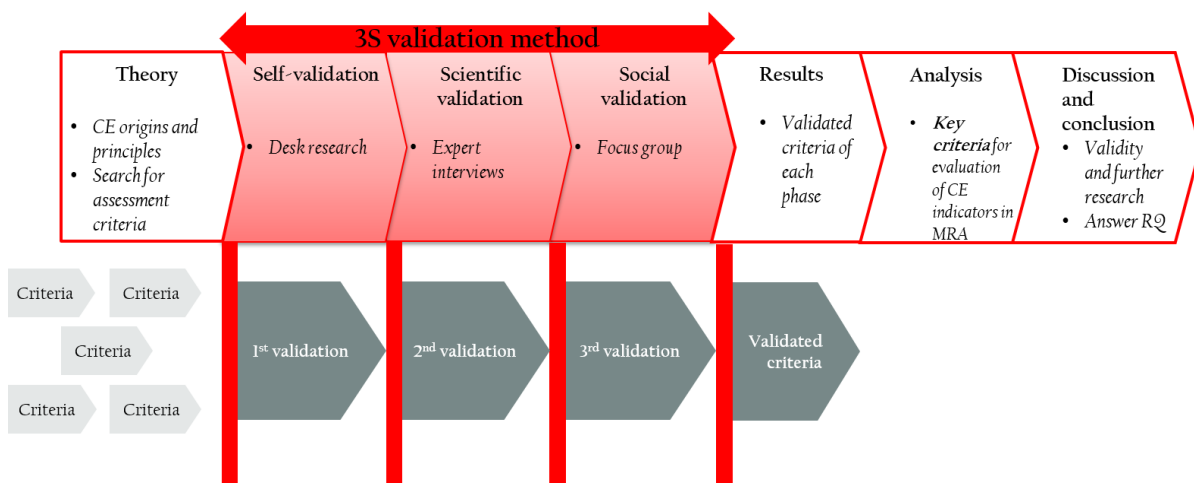 3S validation method
Theory
• CE origins and
principles
• Search for
assessment
criteria
Self-validation
• Desk research
Scientific
validation
• Expert
interviews
Social
validation
• Focus group
Results
• Validated
criteria of
each
phase
Analysis
• Key
criteria for
evaluation
of CE
indicators in
MRA
Discussion
and
conclusion
• Validity
and further
research
• Answer RQ
Criteria
Criteria
Criteria
Criteria
Criteria
1st validation
2nd validation
3rd validation
Validated
criteria